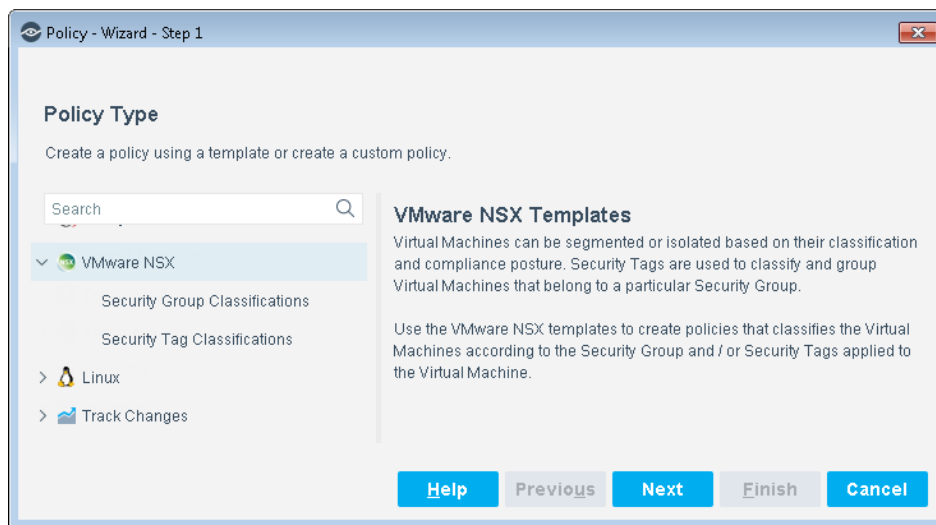 Policy - Wizard - Step 1
Policy Type
Create a policy using a template or create a custom policy.
Search
VMware NSX
Security Group Classifications
Security Tag Classifications
Linux
Track Changes
VMware NSX Templates
Virtual Machines can be segmented or isolated based on their classification
and compliance posture. Security Tags are used to classify and group
Virtual Machines that belong to a particular Security Group.
Use the VMware NSX templates to create policies that classifies the Virtual
Machines according to the Security Group and / or Security Tags applied to
the Virtual Machine.
Help
Previous
Next
Finish
Cancel